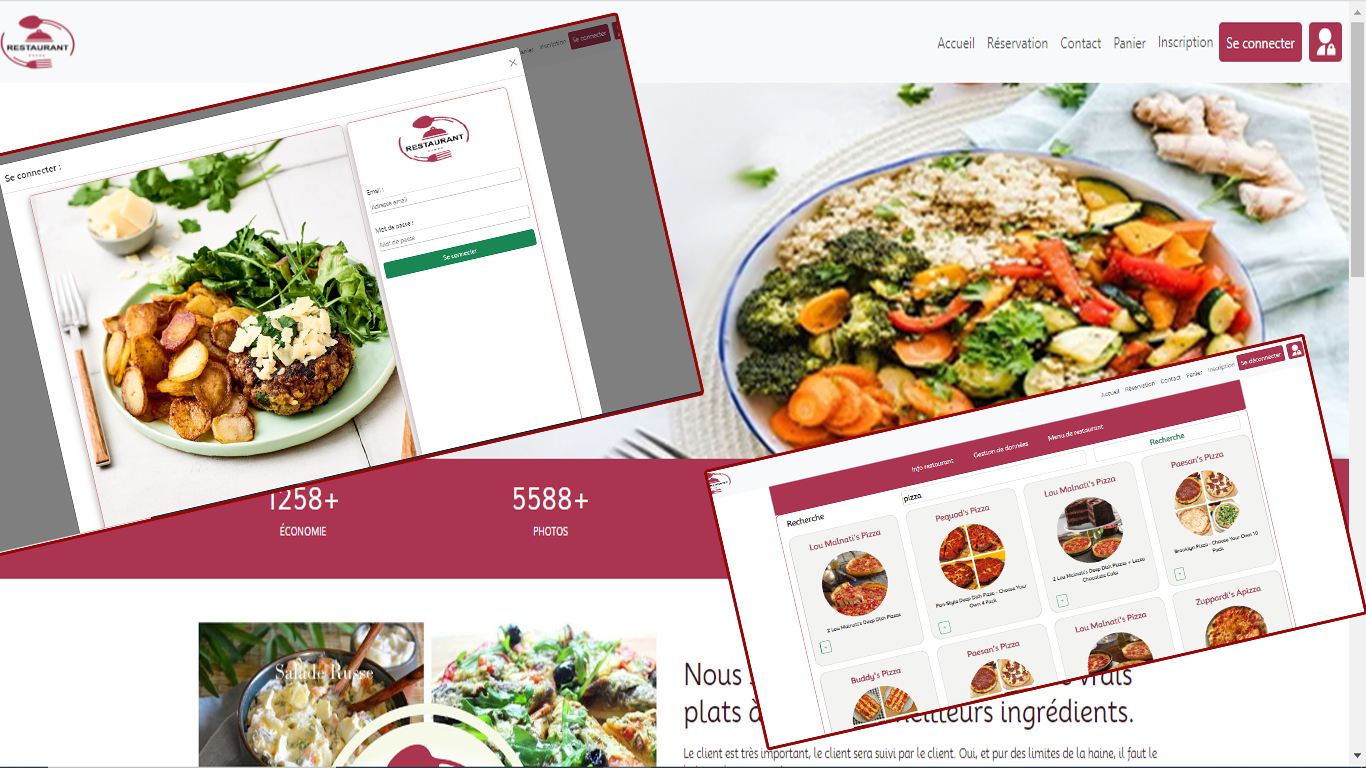 RESTAURANT
Accueil Réservation Contact Panier Inscription Se connecter
Panier Inscription Se connecter
Se connecter :
RESTAURANT
Email :
Adresse email
Mot de passe :
Mot de passe
Se connecter
1258+
ÉCONOMIE
5588+
PHOTOS
Accueil Réservation Contact Panier Inscription Se déconnecter
Info restaurant Gestion de données Menu de restaurant
Recherche
pizza
Recherche
Lou Malnati's Pizza
2 Lou Malnati's Deep Dish Pizzas
+
Pequod's Pizza
Pan-Style Deep Dish Pizza - Choose Your
Own 4 Pack
+
Lou Malnati's Pizza
2 Lou Malnati's Deep Dish Pizzas + Lezza
Chocolate Cake
+
Paesan's Pizza
Brooklyn Pizza - Choose Your Own 10
Pack
+
Buddy's Pizza
Paesan's Pizza
Lou Malnati's Pizza
Zuppardi's Apizza
Salade Russe
Nous
vrais
plats à
meilleurs ingrédients.
Le client est très important, le client sera suivi par le client. Oui, et pur des limites de la haine, il faut le